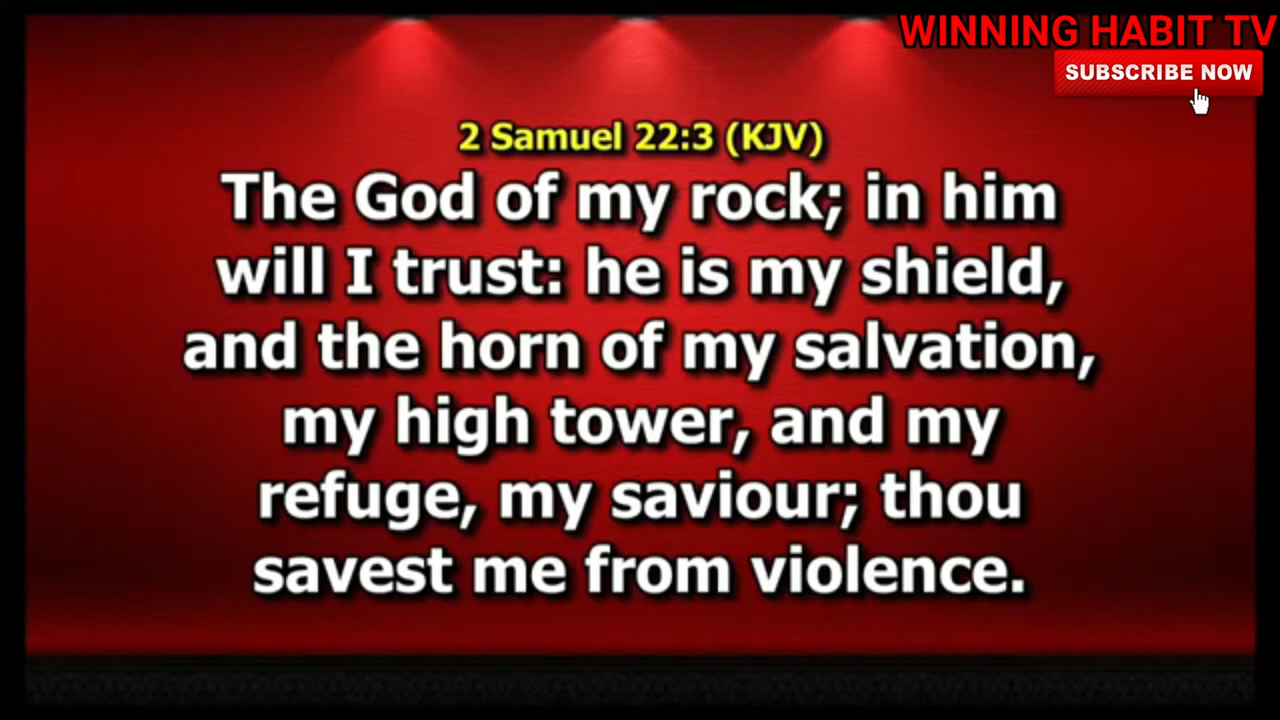 WINNING HABIT TV
SUBSCRIBE NOW
2 Samuel 22:3 (KJV)
The God of my rock; in him
will I trust: he is my shield,
and the horn of my salvation,
my high tower, and my
refuge, my saviour; thou
savest me from violence.